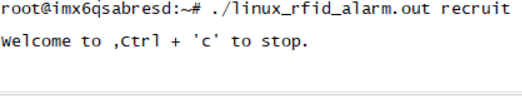 root@imx6qsabresd:~# ./linux_rfid_alarm.out recruit
Welcome to ,Ctrl + 'c' to stop.